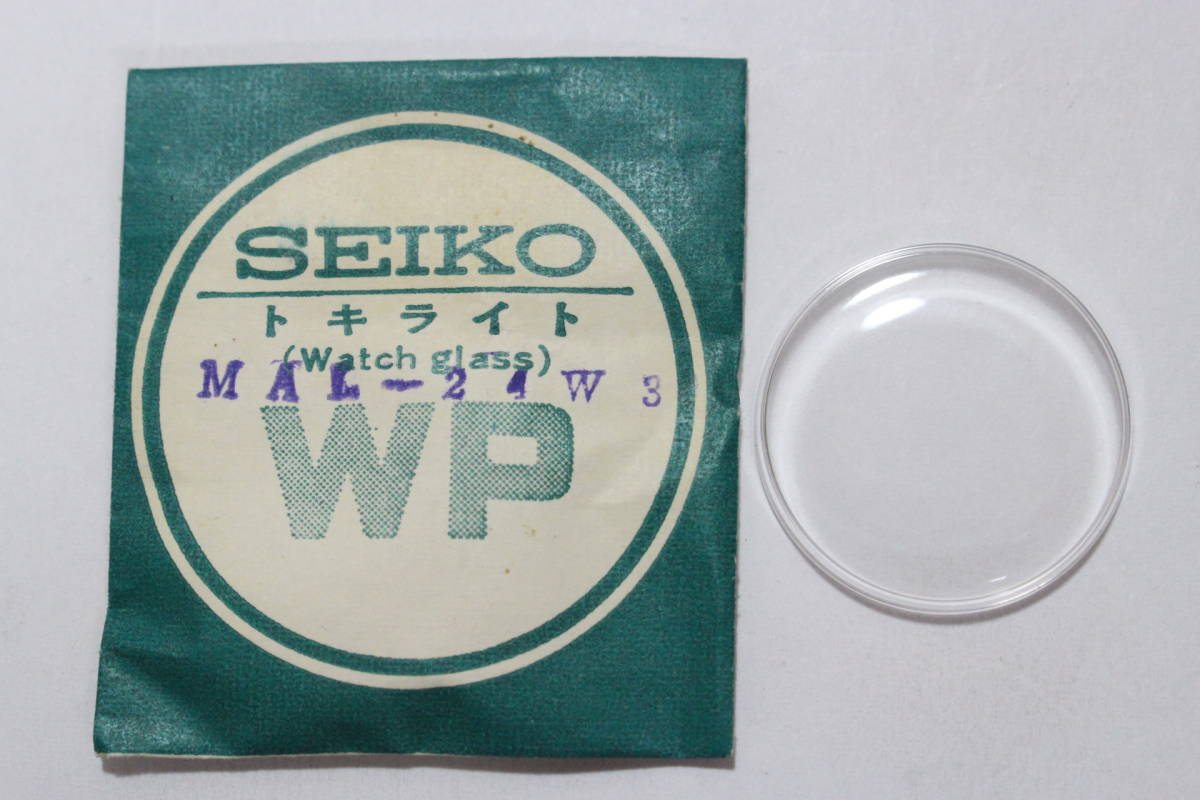 SEIKO
トキライト
(Watch glass)
MAL-24W3
WP